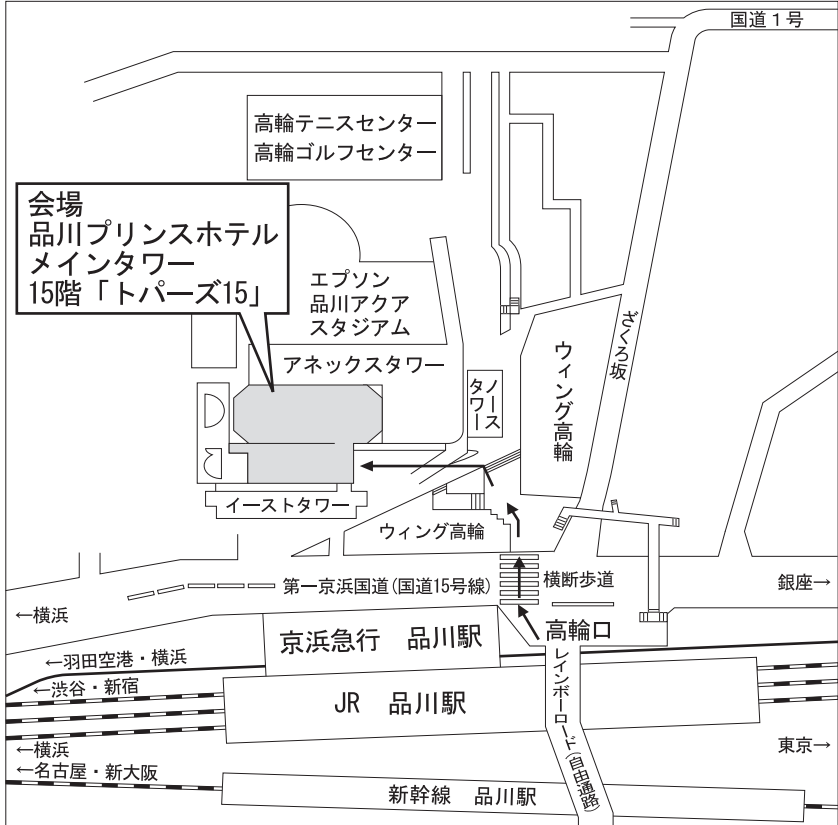 国道1号
高輪テニスセンター
高輪ゴルフセンター
会場
品川プリンスホテル
メインタワー
15階「トパーズ15」
エプソン
品川アクア
スタジアム
アネックスタワー
ノース
タワー
ウィング高輪
ざくろ坂
イーストタワー
ウィング高輪
第一京浜国道(国道15号線)
横断歩道
銀座→
←横浜
高輪口
京浜急行 品川駅
←羽田空港・横浜
←渋谷・新宿
JR 品川駅
レインボーロード(自由通路)
←横浜
東京→
←名古屋・新大阪
新幹線 品川駅